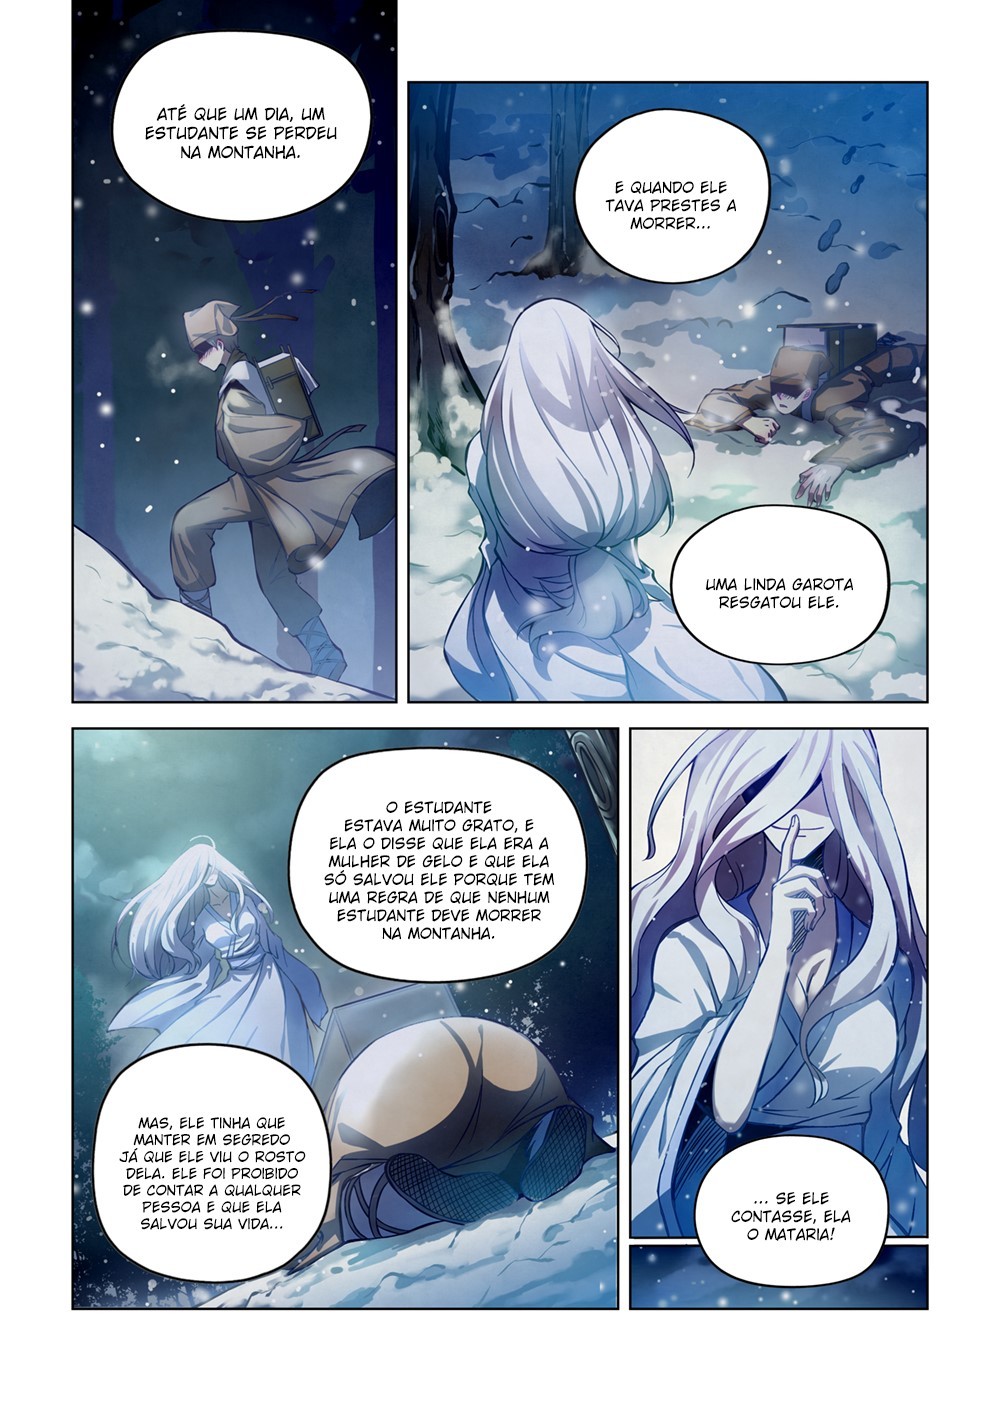 ATÉ QUE UM DIA, UM
ESTUDANTE SE PERDEU
NA MONTANHA.
E QUANDO ELE
TAVA PRESTES A
MORRER...
UMA LINDA GAROTA
RESGATOU ELE.
O ESTUDANTE
ESTAVA MUITO GRATO, E
ELA O DISSE QUE ELA ERA A
MULHER DE GELO E QUE ELA
SÓ SALVOU ELE PORQUE TEM
UMA REGRA DE QUE NENHUM
ESTUDANTE DEVE MORRER
NA MONTANHA.
MAS, ELE TINHA QUE
MANTER EM SEGREDO
JÁ QUE ELE VIU O ROSTO
DELA. ELE FOI PROIBIDO
DE CONTAR A QUALQUER
PESSOA E QUE ELA
SALVOU SUA VIDA...
... SE ELE
CONTASSE, ELA
O MATARIA!